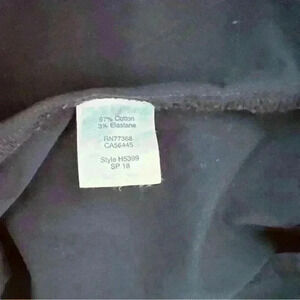 97% Cotton
3% Elastane
RN77368
CA56445
Style H5399
SP 18